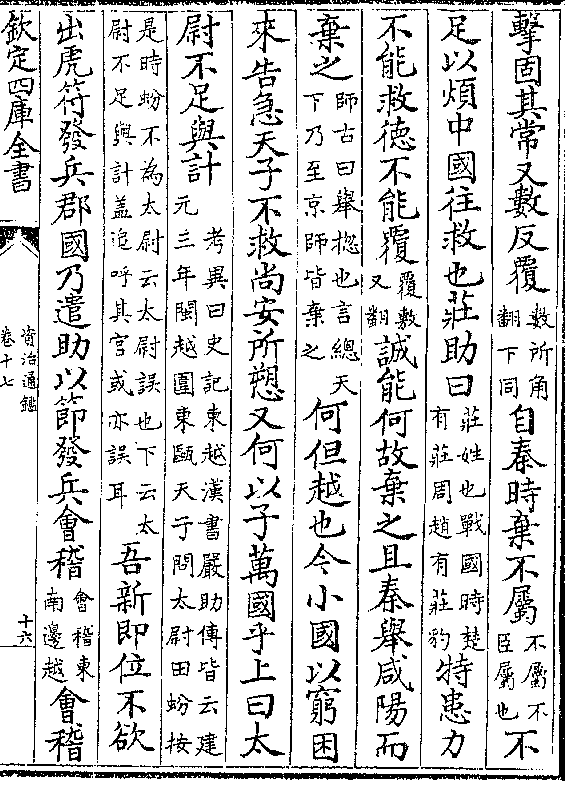 擊固其常又數反覆數所角翻下同自秦時棄不屬不屬不臣屬也不
足以煩中國往救也莊助曰莊姓也戰國時楚有莊周趙有莊豹特患力
不能救徳不能覆覆敷又翻誠能何故棄之且秦舉咸陽而
棄之師古曰舉揔也言總天下乃至京師皆棄之何但越也今小國以窮困
來告急天子不救尚安所愬又何以子萬國乎上曰太
尉不足與計考異曰史記東越漢書嚴助傳皆云建元三年閩越圍東甌天子問太尉田蚡按
是時蚡不為太尉云太尉誤也下云太尉不足與計盖追呼其官或亦誤耳吾新即位不欲
出虎符發兵郡國乃遣助以節發兵會稽會稽東南邊越會稽
欽定四庫全書
資治通鑑
卷十七
十六